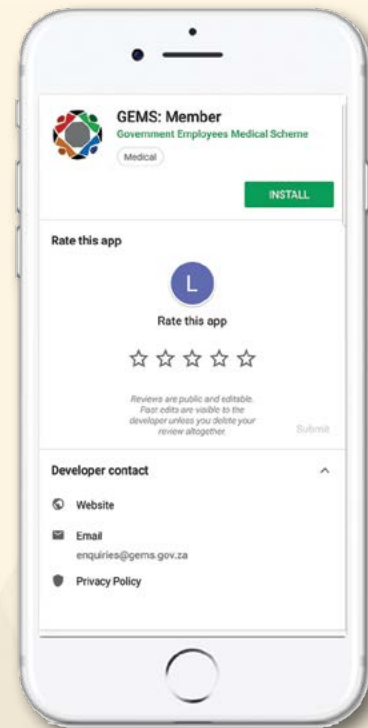 GEMS: Member
Government Employees Medical Scheme
Medical
INSTALL
Rate this app
L
Rate this app
Reviews are public and editable.
Past edits are visible to the
developer unless you delete your
review altogether.
Submit
Developer contact
Website
Email
enquiries@gems.gov.za
Privacy Policy